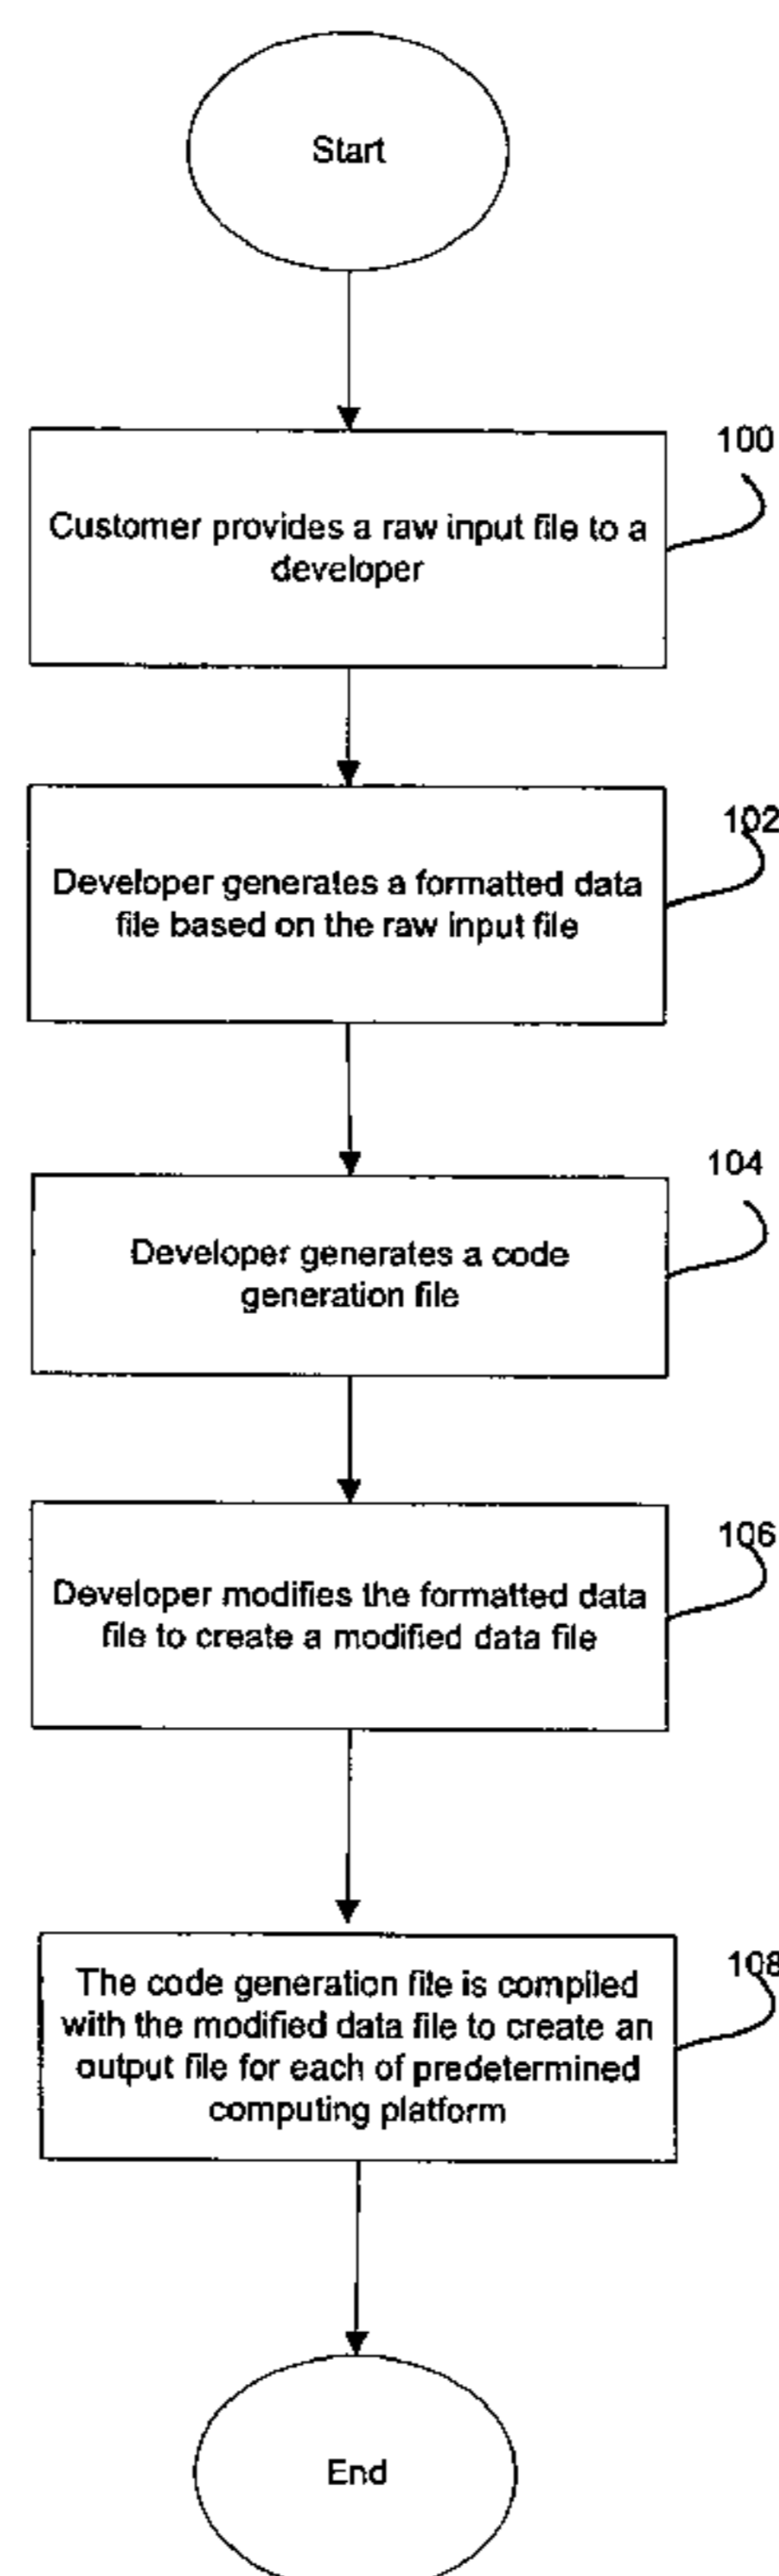 Start
100
Customer provides a raw input file to a
developer
102
Developer generates a formatted data
file based on the raw input file
104
Developer generates a code
generation file
106
Developer modifies the formatted data
file to create a modified data file
108
The code generation file is compiled
with the modified data file to create an
output file for each of predetermined
computing platform
End